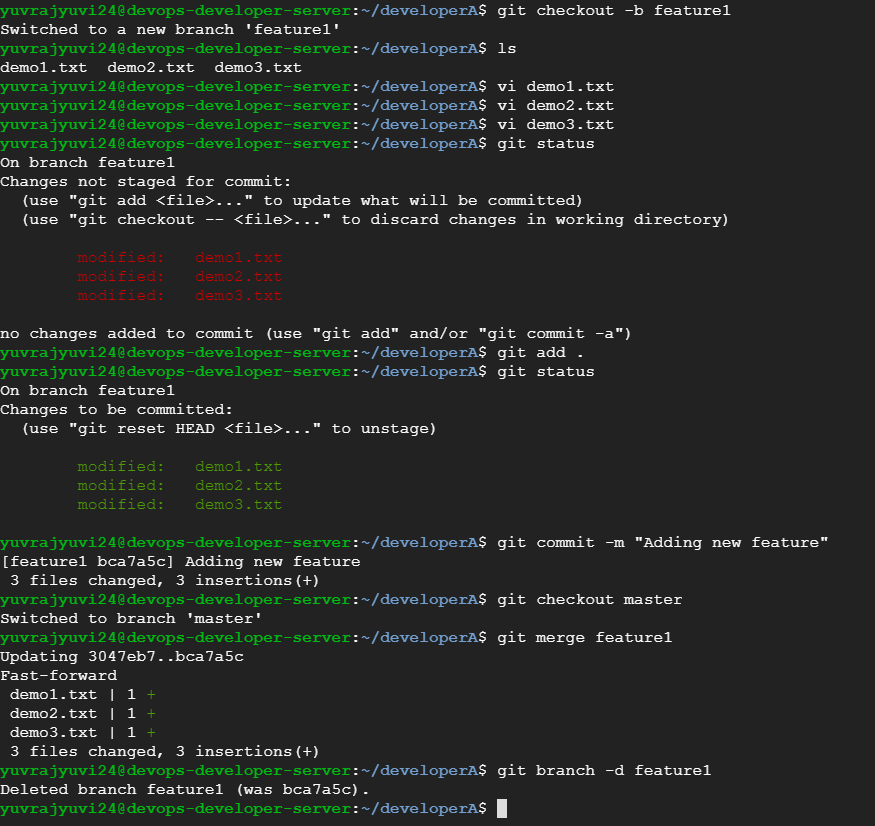 yuvrajyuvi24@devops-developer-server:~/developerA$ git checkout -b feature1
Switched to a new branch 'feature1'
yuvrajyuvi24@devops-developer-server:~/developerA$ ls
demo1.txt  demo2.txt  demo3.txt
yuvrajyuvi24@devops-developer-server:~/developerA$ vi demo1.txt
yuvrajyuvi24@devops-developer-server:~/developerA$ vi demo2.txt
yuvrajyuvi24@devops-developer-server:~/developerA$ vi demo3.txt
yuvrajyuvi24@devops-developer-server:~/developerA$ git status
On branch feature1
Changes not staged for commit:
  (use "git add <file>..." to update what will be committed)
  (use "git checkout -- <file>..." to discard changes in working directory)

        modified:   demo1.txt
        modified:   demo2.txt
        modified:   demo3.txt

no changes added to commit (use "git add" and/or "git commit -a")
yuvrajyuvi24@devops-developer-server:~/developerA$ git add .
yuvrajyuvi24@devops-developer-server:~/developerA$ git status
On branch feature1
Changes to be committed:
  (use "git reset HEAD <file>..." to unstage)

        modified:   demo1.txt
        modified:   demo2.txt
        modified:   demo3.txt

yuvrajyuvi24@devops-developer-server:~/developerA$ git commit -m "Adding new feature"
[feature1 bca7a5c] Adding new feature
 3 files changed, 3 insertions(+)
yuvrajyuvi24@devops-developer-server:~/developerA$ git checkout master
Switched to branch 'master'
yuvrajyuvi24@devops-developer-server:~/developerA$ git merge feature1
Updating 3047eb7..bca7a5c
Fast-forward
 demo1.txt | 1 +
 demo2.txt | 1 +
 demo3.txt | 1 +
 3 files changed, 3 insertions(+)
yuvrajyuvi24@devops-developer-server:~/developerA$ git branch -d feature1
Deleted branch feature1 (was bca7a5c).
yuvrajyuvi24@devops-developer-server:~/developerA$